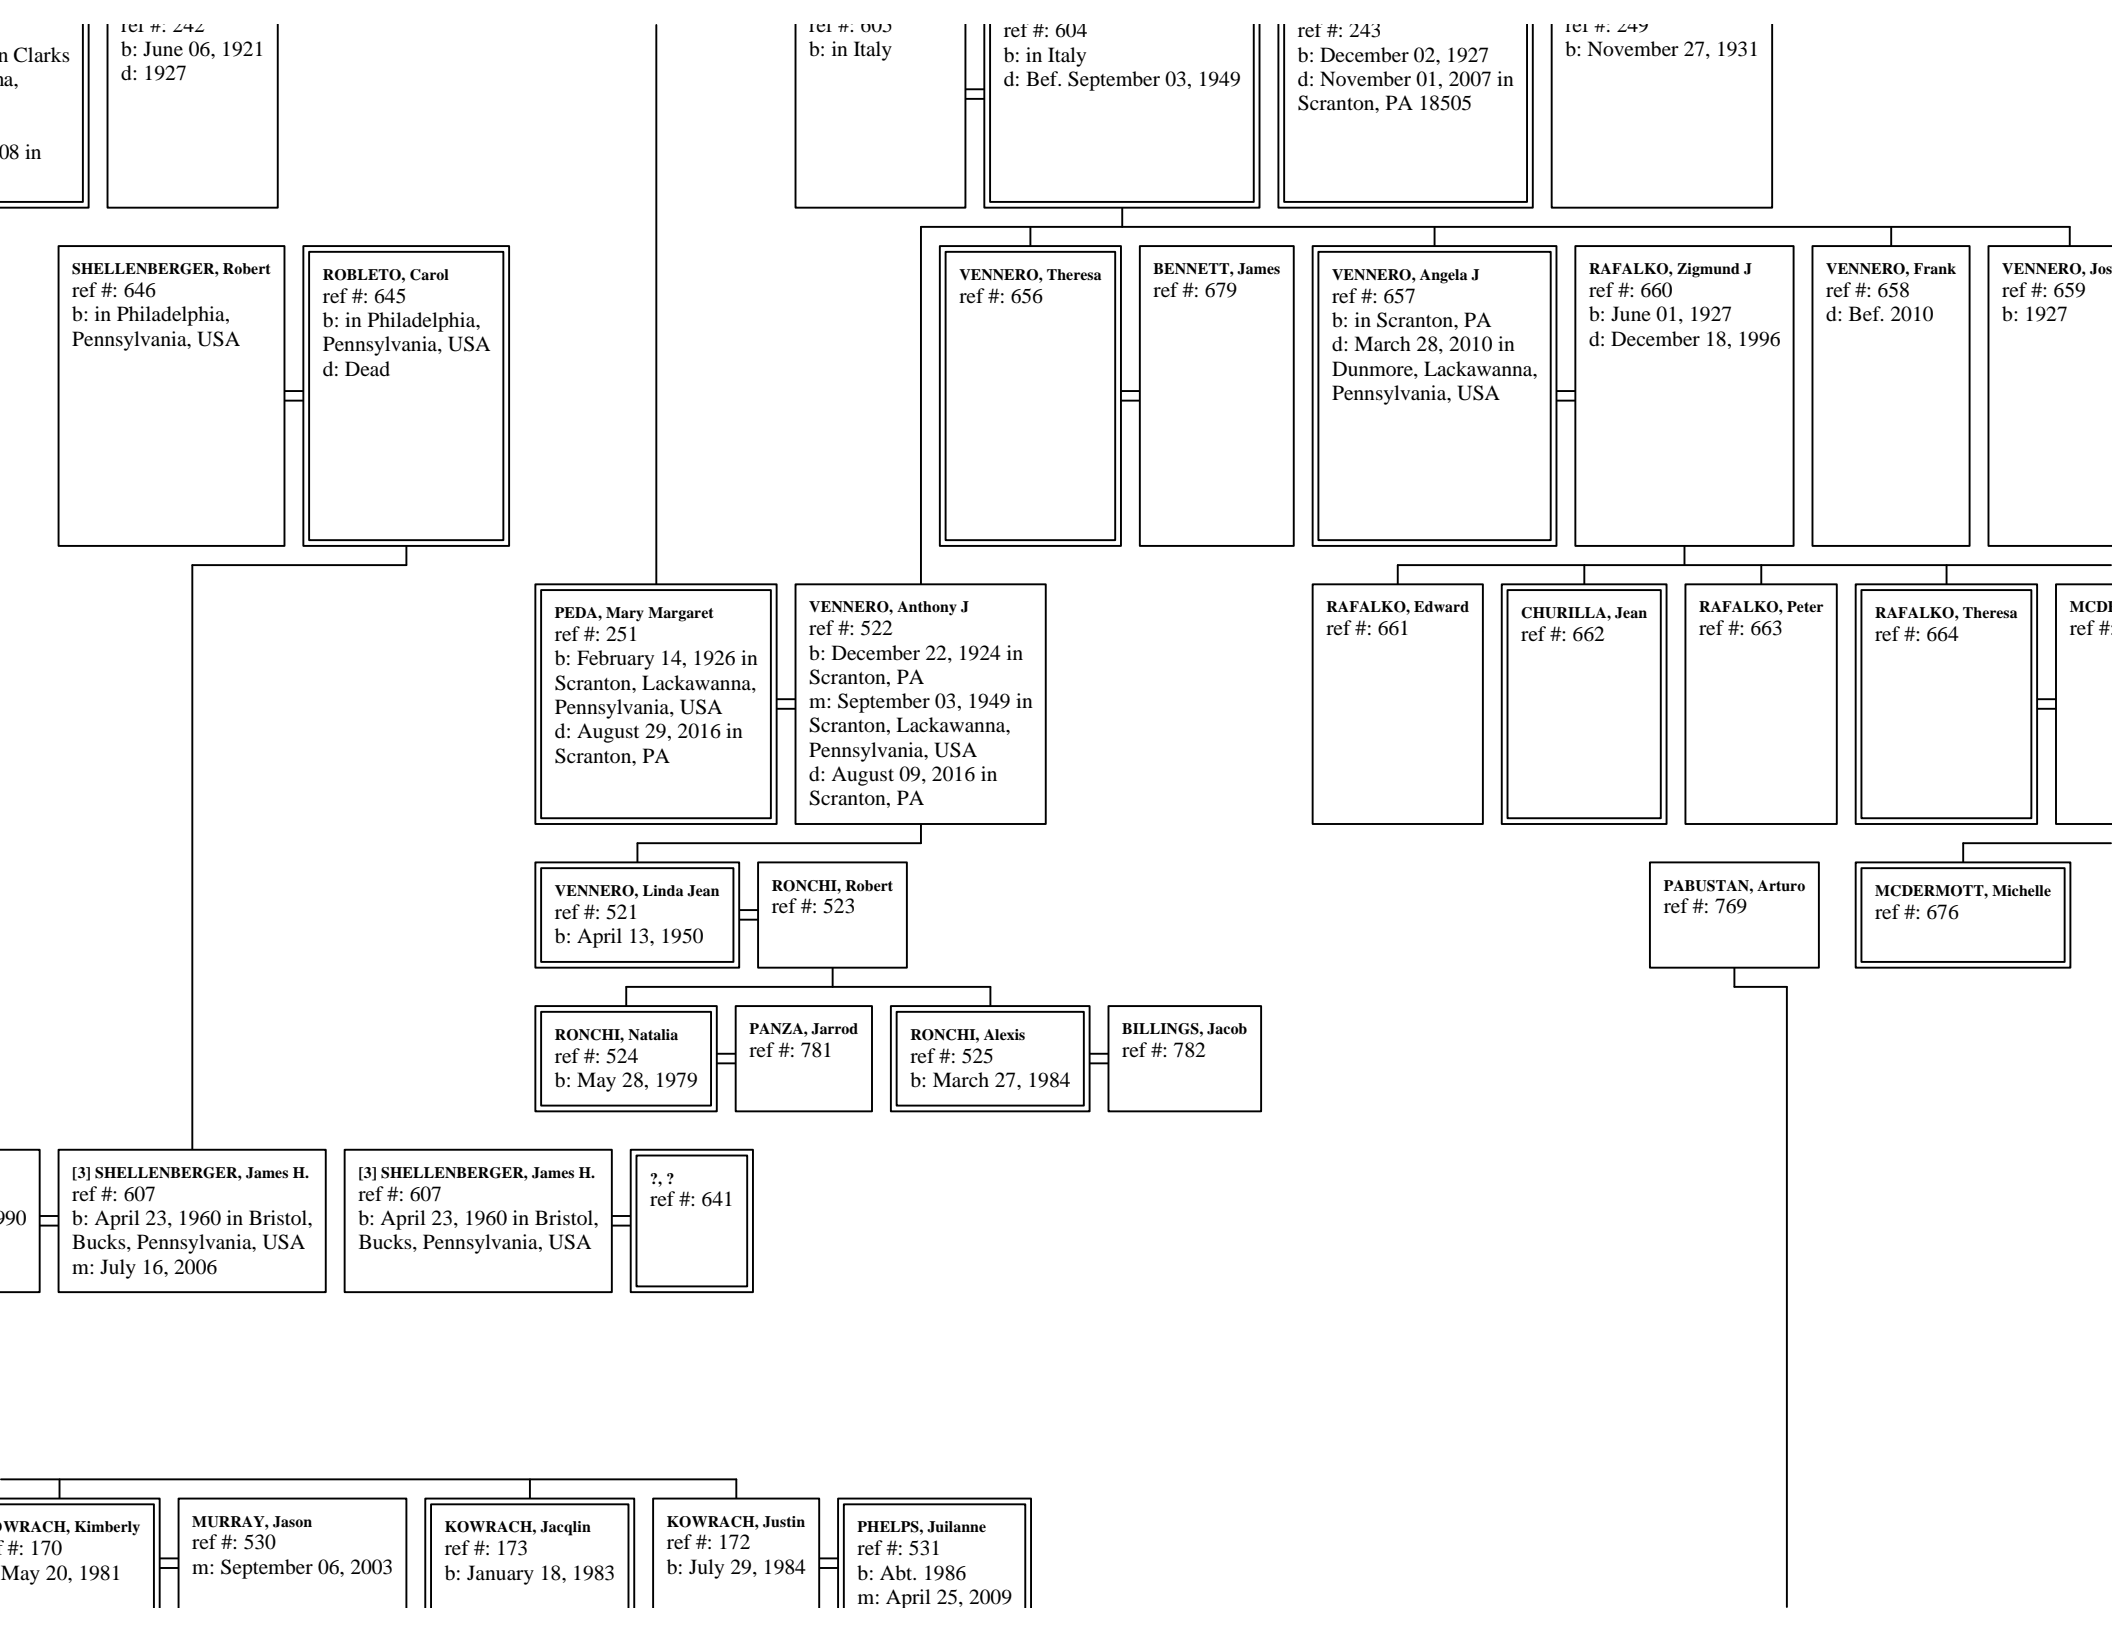 n Clarks
na,
08 in
ref #: 242
b: June 06, 1921
d: 1927
ref #: 605
b: in Italy
ref #: 604
b: in Italy
d: Bef. September 03, 1949
ref #: 243
b: December 02, 1927
d: November 01, 2007 in
Scranton, PA 18505
ref #: 249
b: November 27, 1931
SHELLENBERGER, Robert
ref #: 646
b: in Philadelphia,
Pennsylvania, USA
ROBLETO, Carol
ref #: 645
b: in Philadelphia,
Pennsylvania, USA
d: Dead
VENNERO, Theresa
ref #: 656
BENNETT, James
ref #: 679
VENNERO, Angela J
ref #: 657
b: in Scranton, PA
d: March 28, 2010 in
Dunmore, Lackawanna,
Pennsylvania, USA
RAFALKO, Zigmund J
ref #: 660
b: June 01, 1927
d: December 18, 1996
VENNERO, Frank
ref #: 658
d: Bef. 2010
VENNERO, Jos
ref #: 659
b: 1927
PEDA, Mary Margaret
ref #: 251
b: February 14, 1926 in
Scranton, Lackawanna,
Pennsylvania, USA
d: August 29, 2016 in
Scranton, PA
VENNERO, Anthony J
ref #: 522
b: December 22, 1924 in
Scranton, PA
m: September 03, 1949 in
Scranton, Lackawanna,
Pennsylvania, USA
d: August 09, 2016 in
Scranton, PA
RAFALKO, Edward
ref #: 661
CHURILLA, Jean
ref #: 662
RAFALKO, Peter
ref #: 663
RAFALKO, Theresa
ref #: 664
MCD
ref #:
VENNERO, Linda Jean
ref #: 521
b: April 13, 1950
RONCHI, Robert
ref #: 523
PABUSTAN, Arturo
ref #: 769
MCDERMOTT, Michelle
ref #: 676
RONCHI, Natalia
ref #: 524
b: May 28, 1979
PANZA, Jarrod
ref #: 781
RONCHI, Alexis
ref #: 525
b: March 27, 1984
BILLINGS, Jacob
ref #: 782
990
[3] SHELLENBERGER, James H.
ref #: 607
b: April 23, 1960 in Bristol,
Bucks, Pennsylvania, USA
m: July 16, 2006
[3] SHELLENBERGER, James H.
ref #: 607
b: April 23, 1960 in Bristol,
Bucks, Pennsylvania, USA
?, ?
ref #: 641
OWRACH, Kimberly
f #: 170
May 20, 1981
MURRAY, Jason
ref #: 530
m: September 06, 2003
KOWRACH, Jacqlin
ref #: 173
b: January 18, 1983
KOWRACH, Justin
ref #: 172
b: July 29, 1984
PHELPS, Juilanne
ref #: 531
b: Abt. 1986
m: April 25, 2009